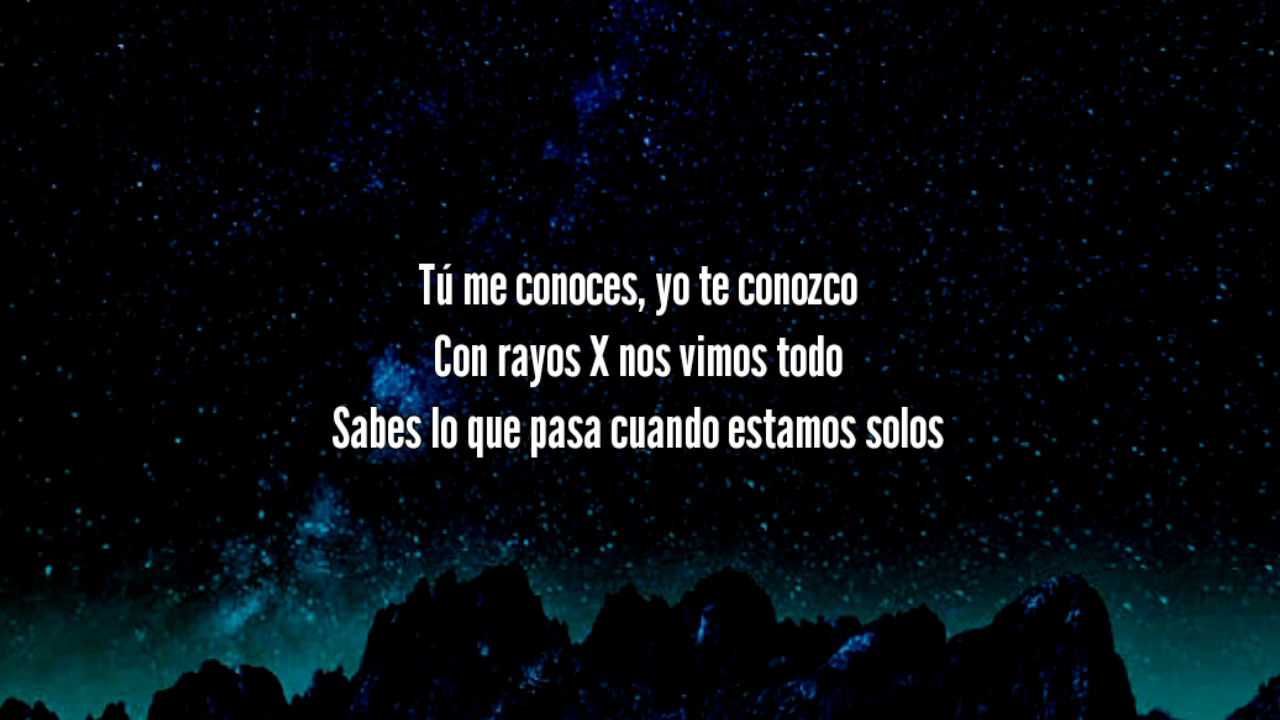 Tú me conoces, yo te conozco
Con rayos X nos vimos todo
Sabes lo que pasa cuando estamos solos